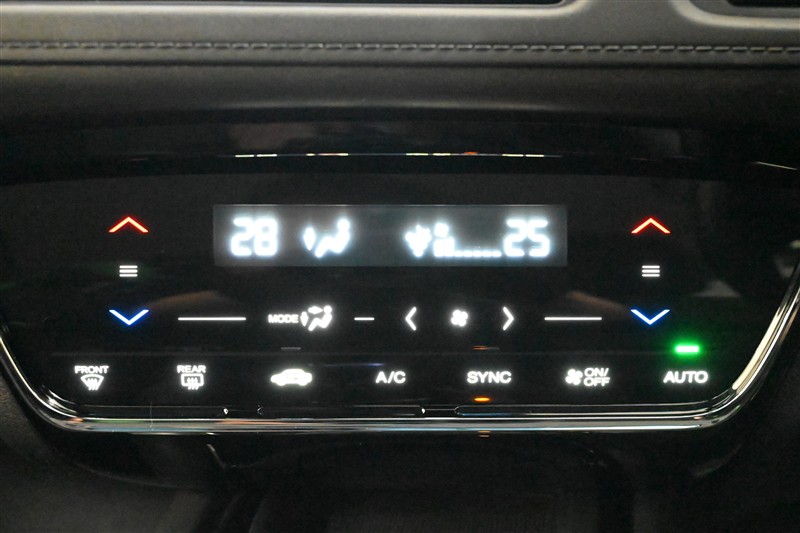 28 25
MODE
FRONT REAR A/C SYNC ON/OFF AUTO